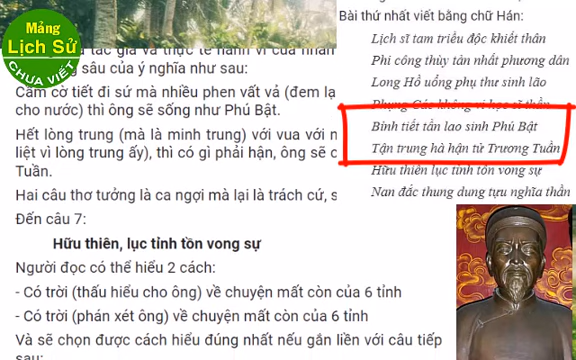 Mảng
Lịch Sử
CHƯA VIẾT
tác giả và thực tế hành vi của nhân
sâu của ý nghĩa như sau:
Cầm cờ tiết đi sứ mà nhiều phen vất vả (đem lạ
cho nước) thì ông sẽ sống như Phú Bật.
Hết lòng trung (mà là minh trung) với vua với n
liệt vì lòng trung ấy), thì có gì phải hận, ông sẽ c
Tuần.
Hai câu thơ tưởng là ca ngợi mà lại là trách cứ, s
Đến câu 7:
Hữu thiên, lục tỉnh tồn vong sự
Người đọc có thể hiểu 2 cách:
- Có trời (thấu hiểu cho ông) về chuyện mất còn của 6 tỉnh
- Có trời (phán xét ông) về chuyện mất còn của 6 tỉnh
Và sẽ chọn được cách hiểu đúng nhất nếu gắn liền với câu tiếp
sau:
Bài thứ nhất viết bằng chữ Hán:
Lịch sĩ tam triều độc khiết thân
Phi công thùy tản nhất phương dân
Long Hồ uổng phụ thư sinh lão
Phụng Các không vi học sĩ thần
Bỉnh tiết tần lao sinh Phú Bật
Tận trung hà hận tử Trương Tuần
Hữu thiên lục tỉnh tồn vong sự
Nan đắc thung dung tựu nghĩa thần